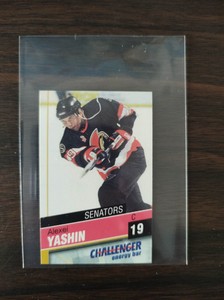 SENATORS
Alexei
YASHIN
C
19
CHALLENGER
energy bar